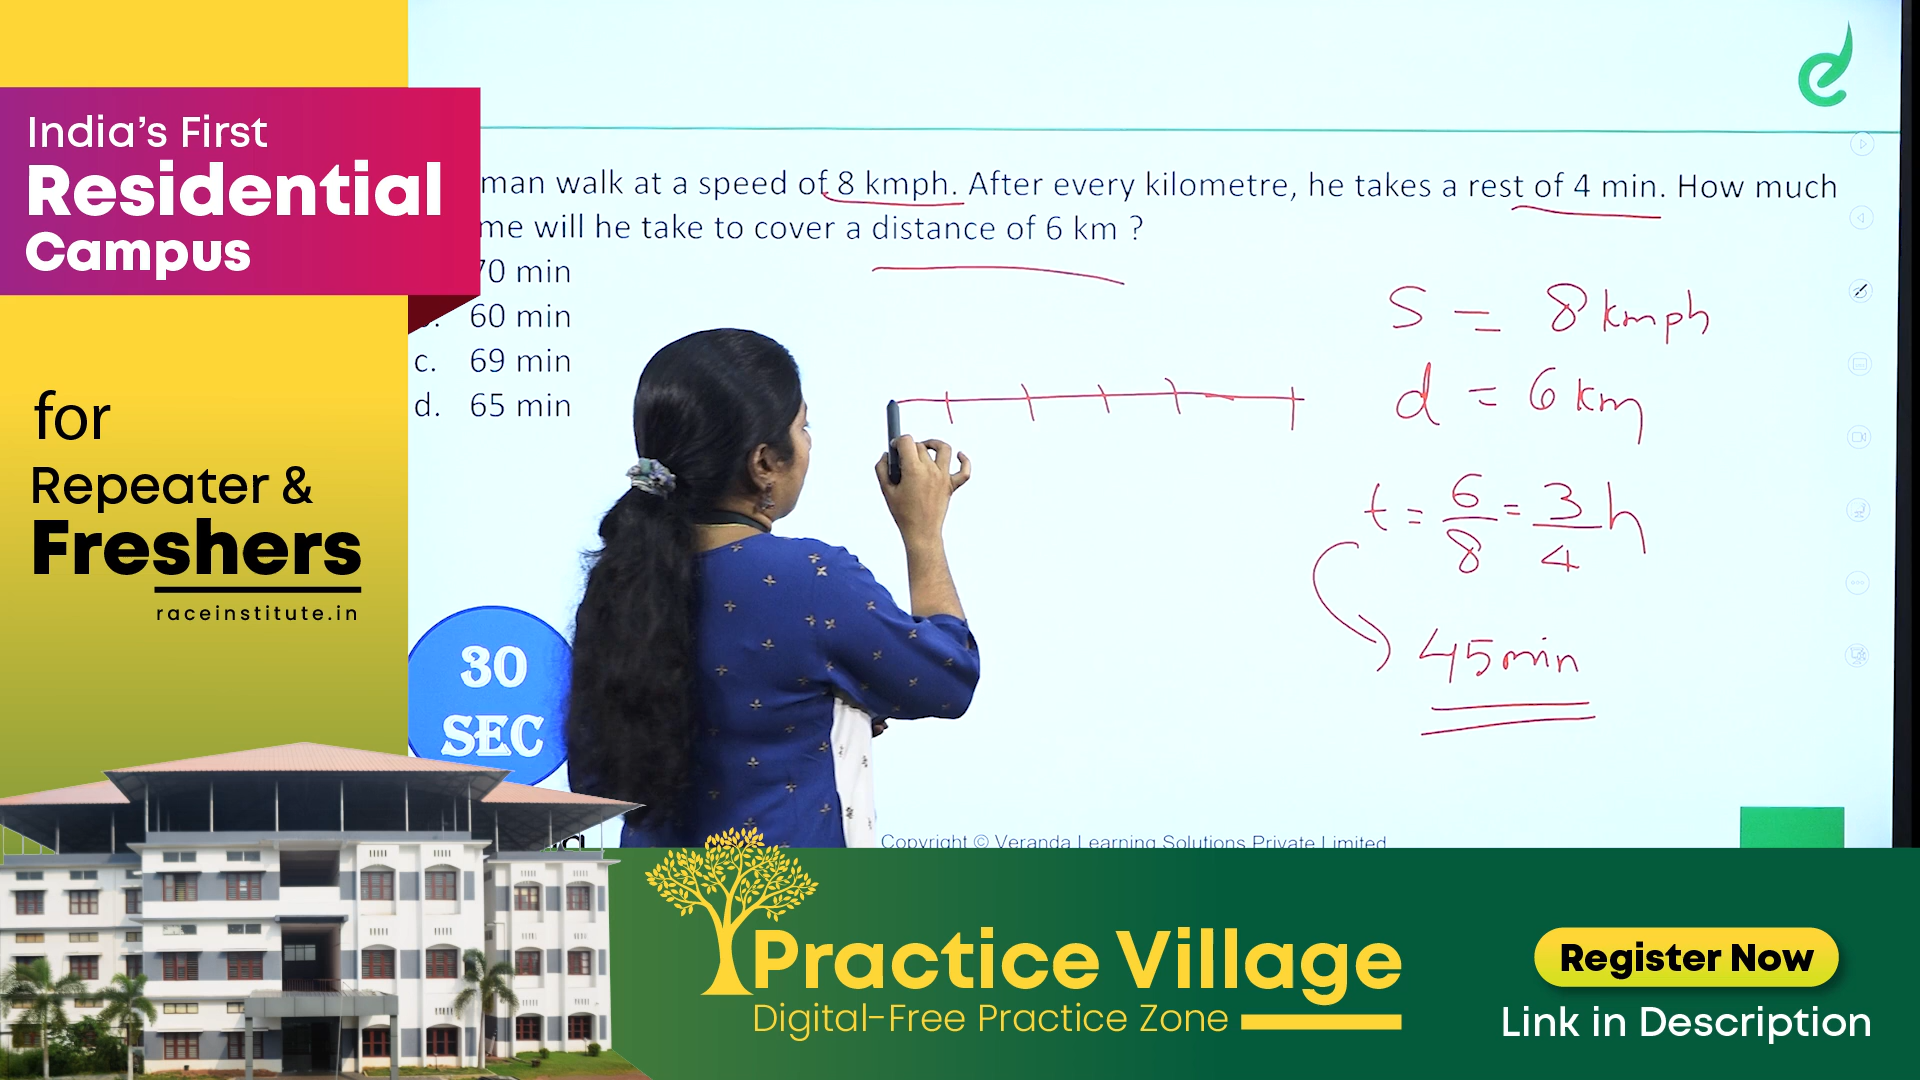 India's First
Residential
Campus
for
Repeater &
Freshers
raceinstitute.in
man walk at a speed of 8 kmph. After every kilometre, he takes a rest of 4 min. How much
me will he take to cover a distance of 6 km ?
70 min
60 min
c. 69 min
d. 65 min
S = 8 kmph
d = 6 km
t = 6/8 = 3/4 h
45 min
30
SEC
Copyright © Veranda Learning Solutions Private Limited
Practice Village
Digital-Free Practice Zone
Register Now
Link in Description